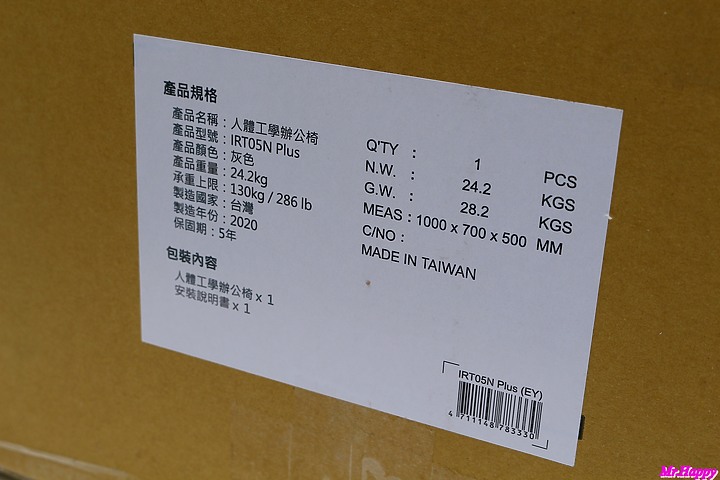 產品規格
產品名稱：人體工學辦公椅
產品型號：IRT05N Plus
產品顏色：灰色
產品重量：24.2kg
承重上限：130kg / 286 lb
製造國家：台灣
製造年份：2020
保固期：5年
包裝內容
人體工學辦公椅 x 1
安裝說明書 x 1
Q'TY : 1 PCS
N.W. : 24.2 KGS
G.W. : 28.2 KGS
MEAS : 1000 x 700 x 500 MM
C/NO :
MADE IN TAIWAN
IRT05N Plus (EY)
4 711148 783330
Mr.Happy